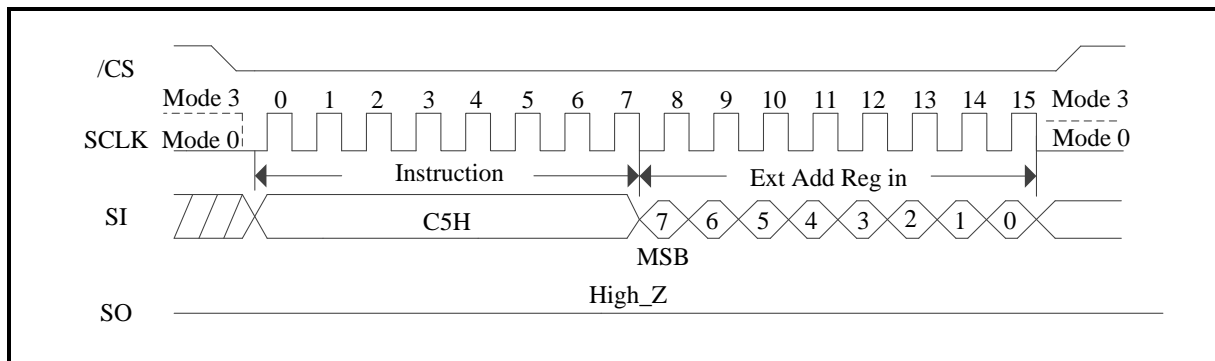 /CS
Mode 3 0 1 2 3 4 5 6 7 8 9 10 11 12 13 14 15 Mode 3
SCLK Mode 0 Mode 0
Instruction Ext Add Reg in
SI C5H 7 6 5 4 3 2 1 0
MSB
High_Z
SO